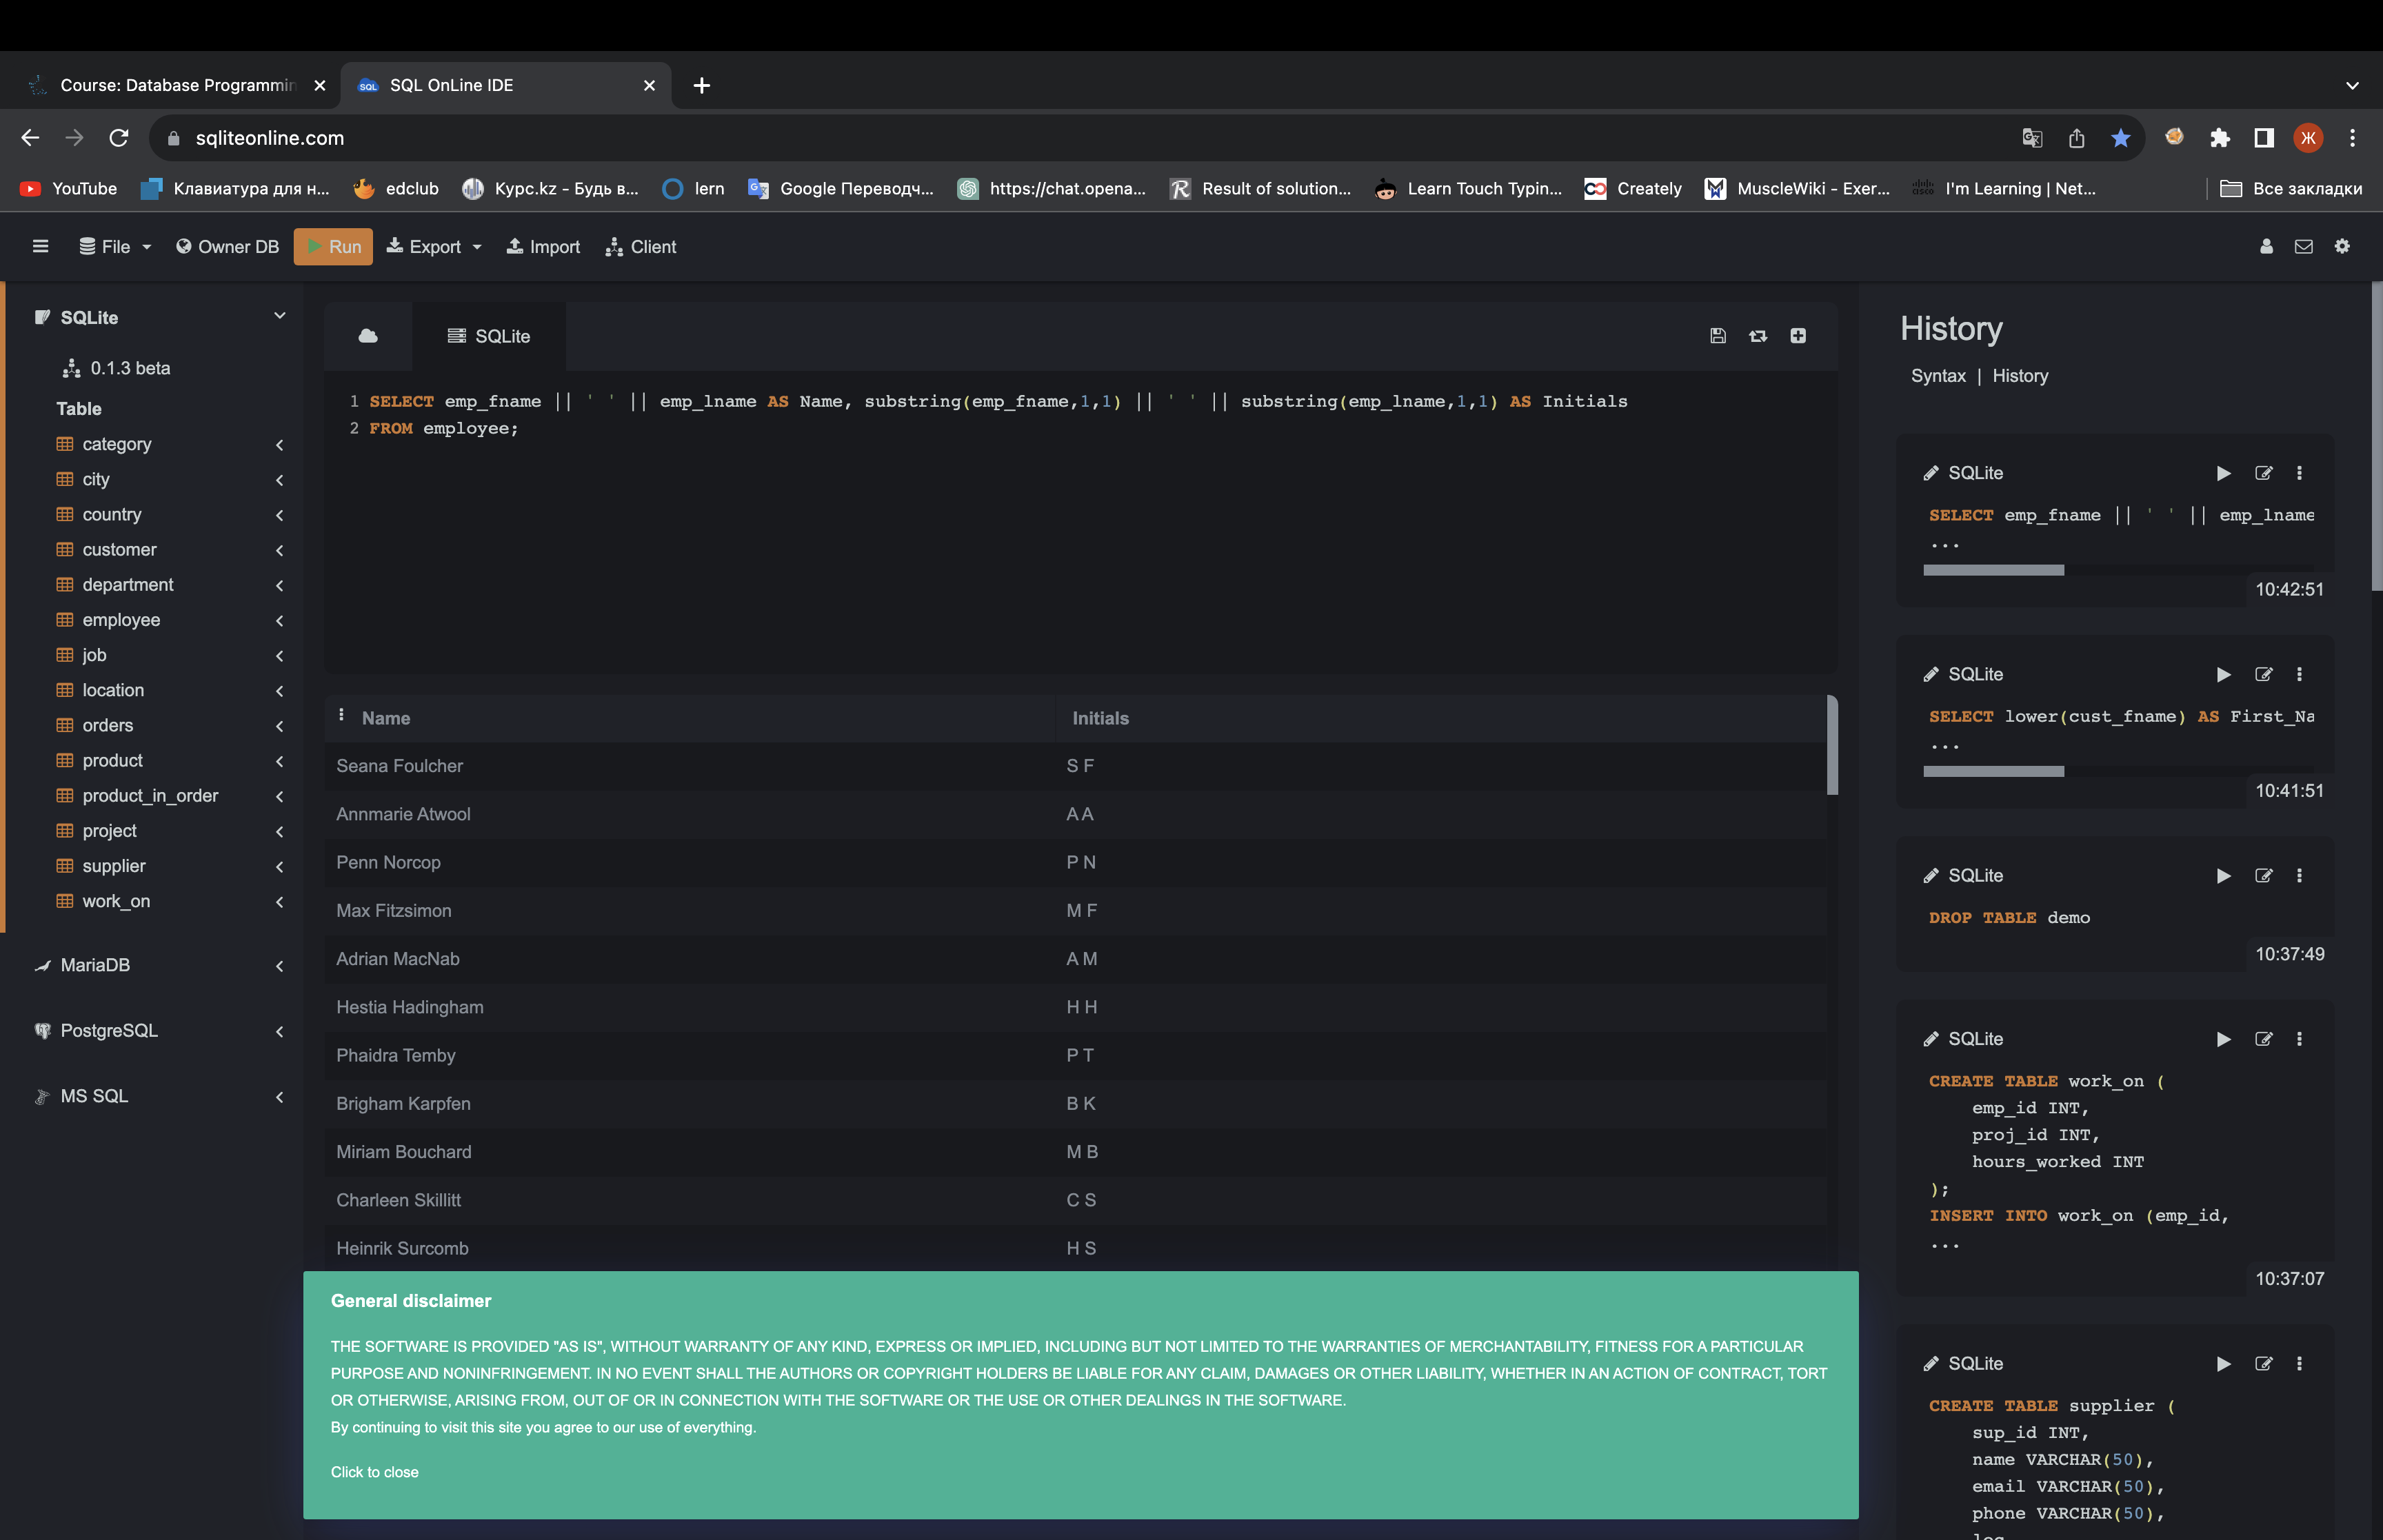 Course: Database Programmin
SQL OnLine IDE
sqliteonline.com
Ж
YouTube
Клавиатура для н...
edclub
Курс.kz - Будь в...
lern
Google Переводч...
https://chat.opena...
Result of solution...
Learn Touch Typin...
Creately
MuscleWiki - Exer...
I'm Learning | Net...
Все закладки
File
Owner DB
Run
Export
Import
Client
SQLite
0.1.3 beta
Table
category
city
country
customer
department
employee
job
location
orders
product
product_in_order
project
supplier
work_on
MariaDB
PostgreSQL
MS SQL
SQLite
1 SELECT emp_fname || ' ' || emp_lname AS Name, substring(emp_fname,1,1) || ' ' || substring(emp_lname,1,1) AS Initials
2 FROM employee;
Name Initials
Seana Foulcher S F
Annmarie Atwool A A
Penn Norcop P N
Max Fitzsimon M F
Adrian MacNab A M
Hestia Hadingham H H
Phaidra Temby P T
Brigham Karpfen B K
Miriam Bouchard M B
Charleen Skillitt C S
Heinrik Surcomb H S
General disclaimer
THE SOFTWARE IS PROVIDED "AS IS", WITHOUT WARRANTY OF ANY KIND, EXPRESS OR IMPLIED, INCLUDING BUT NOT LIMITED TO THE WARRANTIES OF MERCHANTABILITY, FITNESS FOR A PARTICULAR
PURPOSE AND NONINFRINGEMENT. IN NO EVENT SHALL THE AUTHORS OR COPYRIGHT HOLDERS BE LIABLE FOR ANY CLAIM, DAMAGES OR OTHER LIABILITY, WHETHER IN AN ACTION OF CONTRACT, TORT
OR OTHERWISE, ARISING FROM, OUT OF OR IN CONNECTION WITH THE SOFTWARE OR THE USE OR OTHER DEALINGS IN THE SOFTWARE.
By continuing to visit this site you agree to our use of everything.
Click to close
History
Syntax | History
SQLite
SELECT emp_fname || ' ' || emp_lname
...
10:42:51
SQLite
SELECT lower(cust_fname) AS First_Na
...
10:41:51
SQLite
DROP TABLE demo
10:37:49
SQLite
CREATE TABLE work_on (
emp_id INT,
proj_id INT,
hours_worked INT
);
INSERT INTO work_on (emp_id,
...
10:37:07
SQLite
CREATE TABLE supplier (
sup_id INT,
name VARCHAR(50),
email VARCHAR(50),
phone VARCHAR(50),